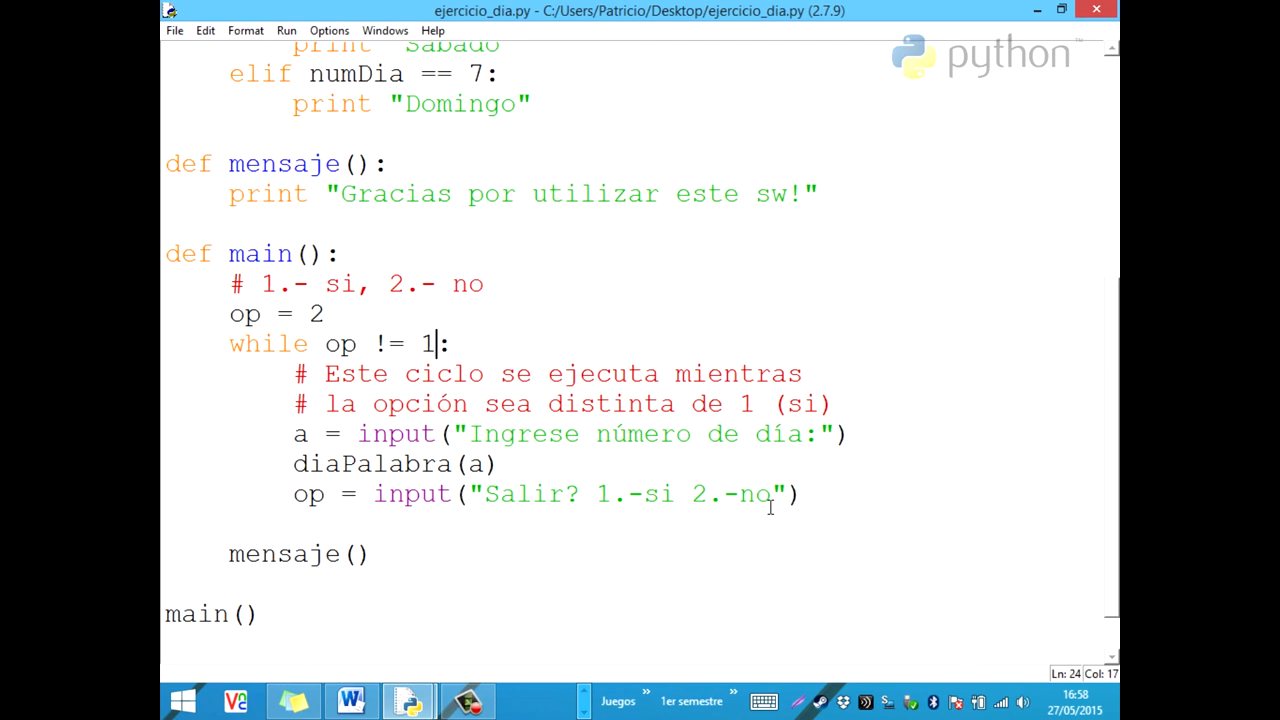 ejercicio_dia.py - C:/Users/Patricio/Desktop/ejercicio_dia.py (2.7.9)
File Edit Format Run Options Windows Help
python™
print "Sabado"
elif numDia == 7:
print "Domingo"
def mensaje():
print "Gracias por utilizar este sw!"
def main():
# 1.- si, 2.- no
op = 2
while op != 1:
# Este ciclo se ejecuta mientras
# la opción sea distinta de 1 (si)
a = input("Ingrese número de día:")
diaPalabra(a)
op = input("Salir? 1.-si 2.-no")
mensaje()
main()
Ln: 24 Col: 17
Juegos » 1er semestre »
16:58
27/05/2015